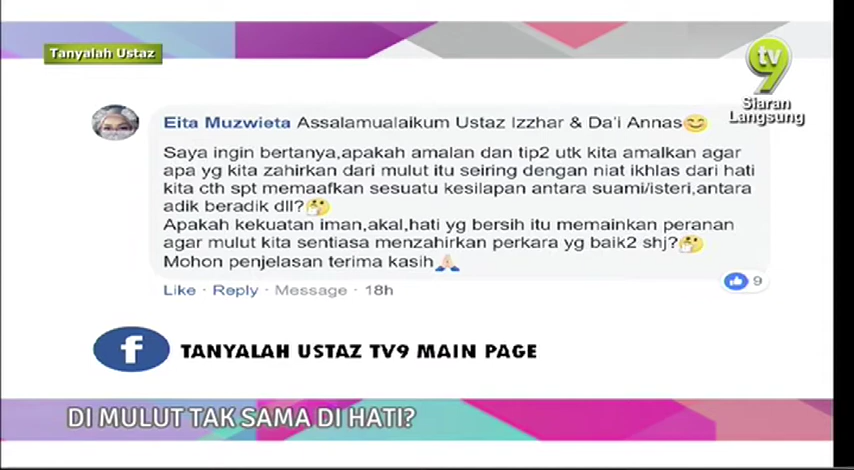 Tanyalah Ustaz
tv
9
Siaran
Langsung
Eita Muzwieta Assalamualaikum Ustaz Izzhar & Da'i Annas😊
Saya ingin bertanya,apakah amalan dan tip2 utk kita amalkan agar
apa yg kita zahirkan dari mulut itu seiring dengan niat ikhlas dari hati
kita cth spt memaafkan sesuatu kesilapan antara suami/isteri,antara
adik beradik dll?🤔
Apakah kekuatan iman,akal,hati yg bersih itu memainkan peranan
agar mulut kita sentiasa menzahirkan perkara yg baik2 shj?🤔
Mohon penjelasan terima kasih🙏🏻
Like · Reply · Message · 18h
9
f TANYALAH USTAZ TV9 MAIN PAGE
DI MULUT TAK SAMA DI HATI?